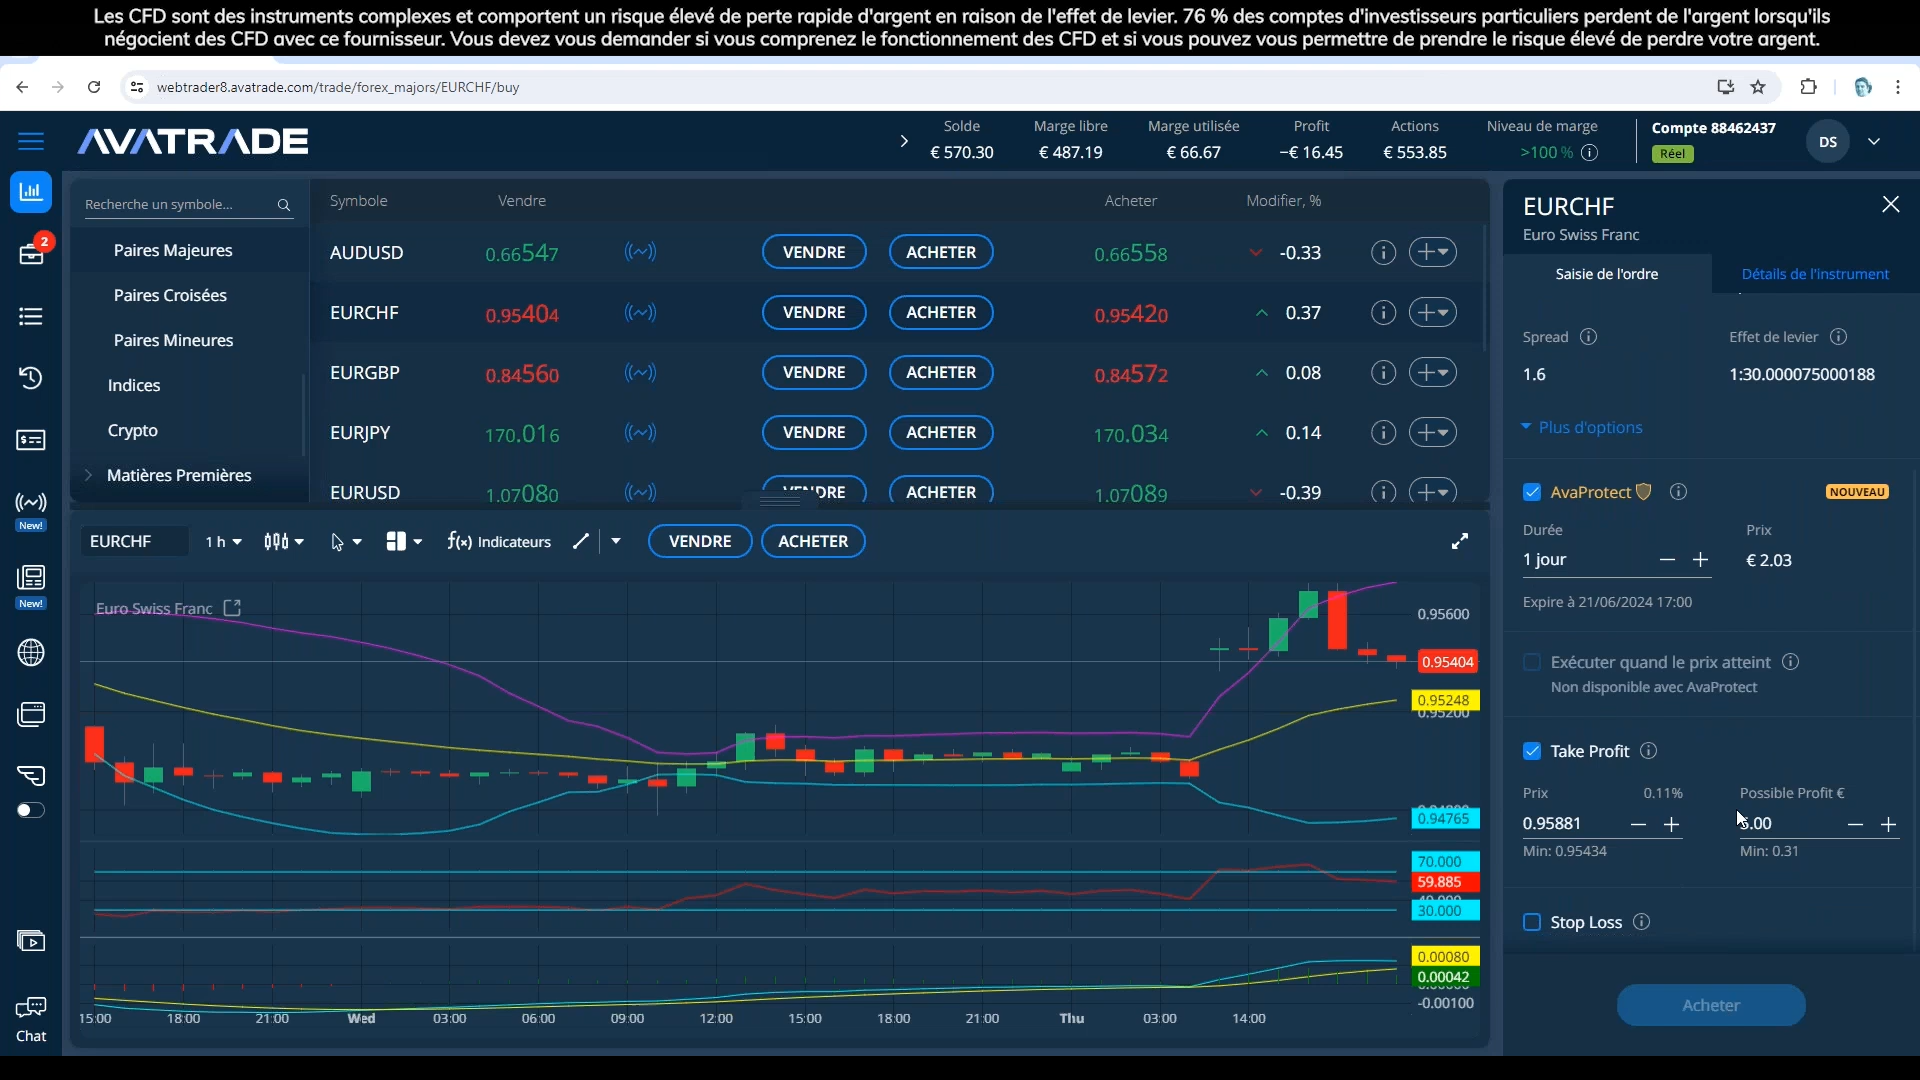 Les CFD sont des instruments complexes et comportent un risque élevé de perte rapide d'argent en raison de l'effet de levier. 76 % des comptes d'investisseurs particuliers perdent de l'argent lorsqu'ils
négocient des CFD avec ce fournisseur. Vous devez vous demander si vous comprenez le fonctionnement des CFD et si vous pouvez vous permettre de prendre le risque élevé de perdre votre argent.
webtrader8.avatrade.com/trade/forex_majors/EURCHF/buy
AVATRADE
Solde Marge libre Marge utilisée Profit Actions Niveau de marge Compte 88462437
€ 570.30 € 487.19 € 66.67 −€ 16.45 € 553.85 >100 % Réel DS
Recherche un symbole...
Paires Majeures
Paires Croisées
Paires Mineures
Indices
Crypto
Matières Premières
2
New!
New!
Chat
Symbole Vendre Acheter Modifier, %
AUDUSD 0.66547 VENDRE ACHETER 0.66558 -0.33
EURCHF 0.95404 VENDRE ACHETER 0.95420 0.37
EURGBP 0.84560 VENDRE ACHETER 0.84572 0.08
EURJPY 170.016 VENDRE ACHETER 170.034 0.14
EURUSD 1.07080 VENDRE ACHETER 1.07089 -0.39
EURCHF 1 h f(x) Indicateurs VENDRE ACHETER
Euro Swiss Franc
0.95600
0.95404
0.95248
0.95200
0.94765
70.000
59.885
30.000
0.00080
0.00042
-0.00100
15:00 18:00 21:00 Wed 03:00 06:00 09:00 12:00 15:00 18:00 21:00 Thu 03:00 14:00
EURCHF
Euro Swiss Franc
Saisie de l'ordre Détails de l'instrument
Spread Effet de levier
1.6 1:30.000075000188
Plus d'options
AvaProtect NOUVEAU
Durée Prix
1 jour € 2.03
Expire à 21/06/2024 17:00
Exécuter quand le prix atteint
Non disponible avec AvaProtect
Take Profit
Prix 0.11% Possible Profit €
0.95881 5.00
Min: 0.95434 Min: 0.31
Stop Loss
Acheter